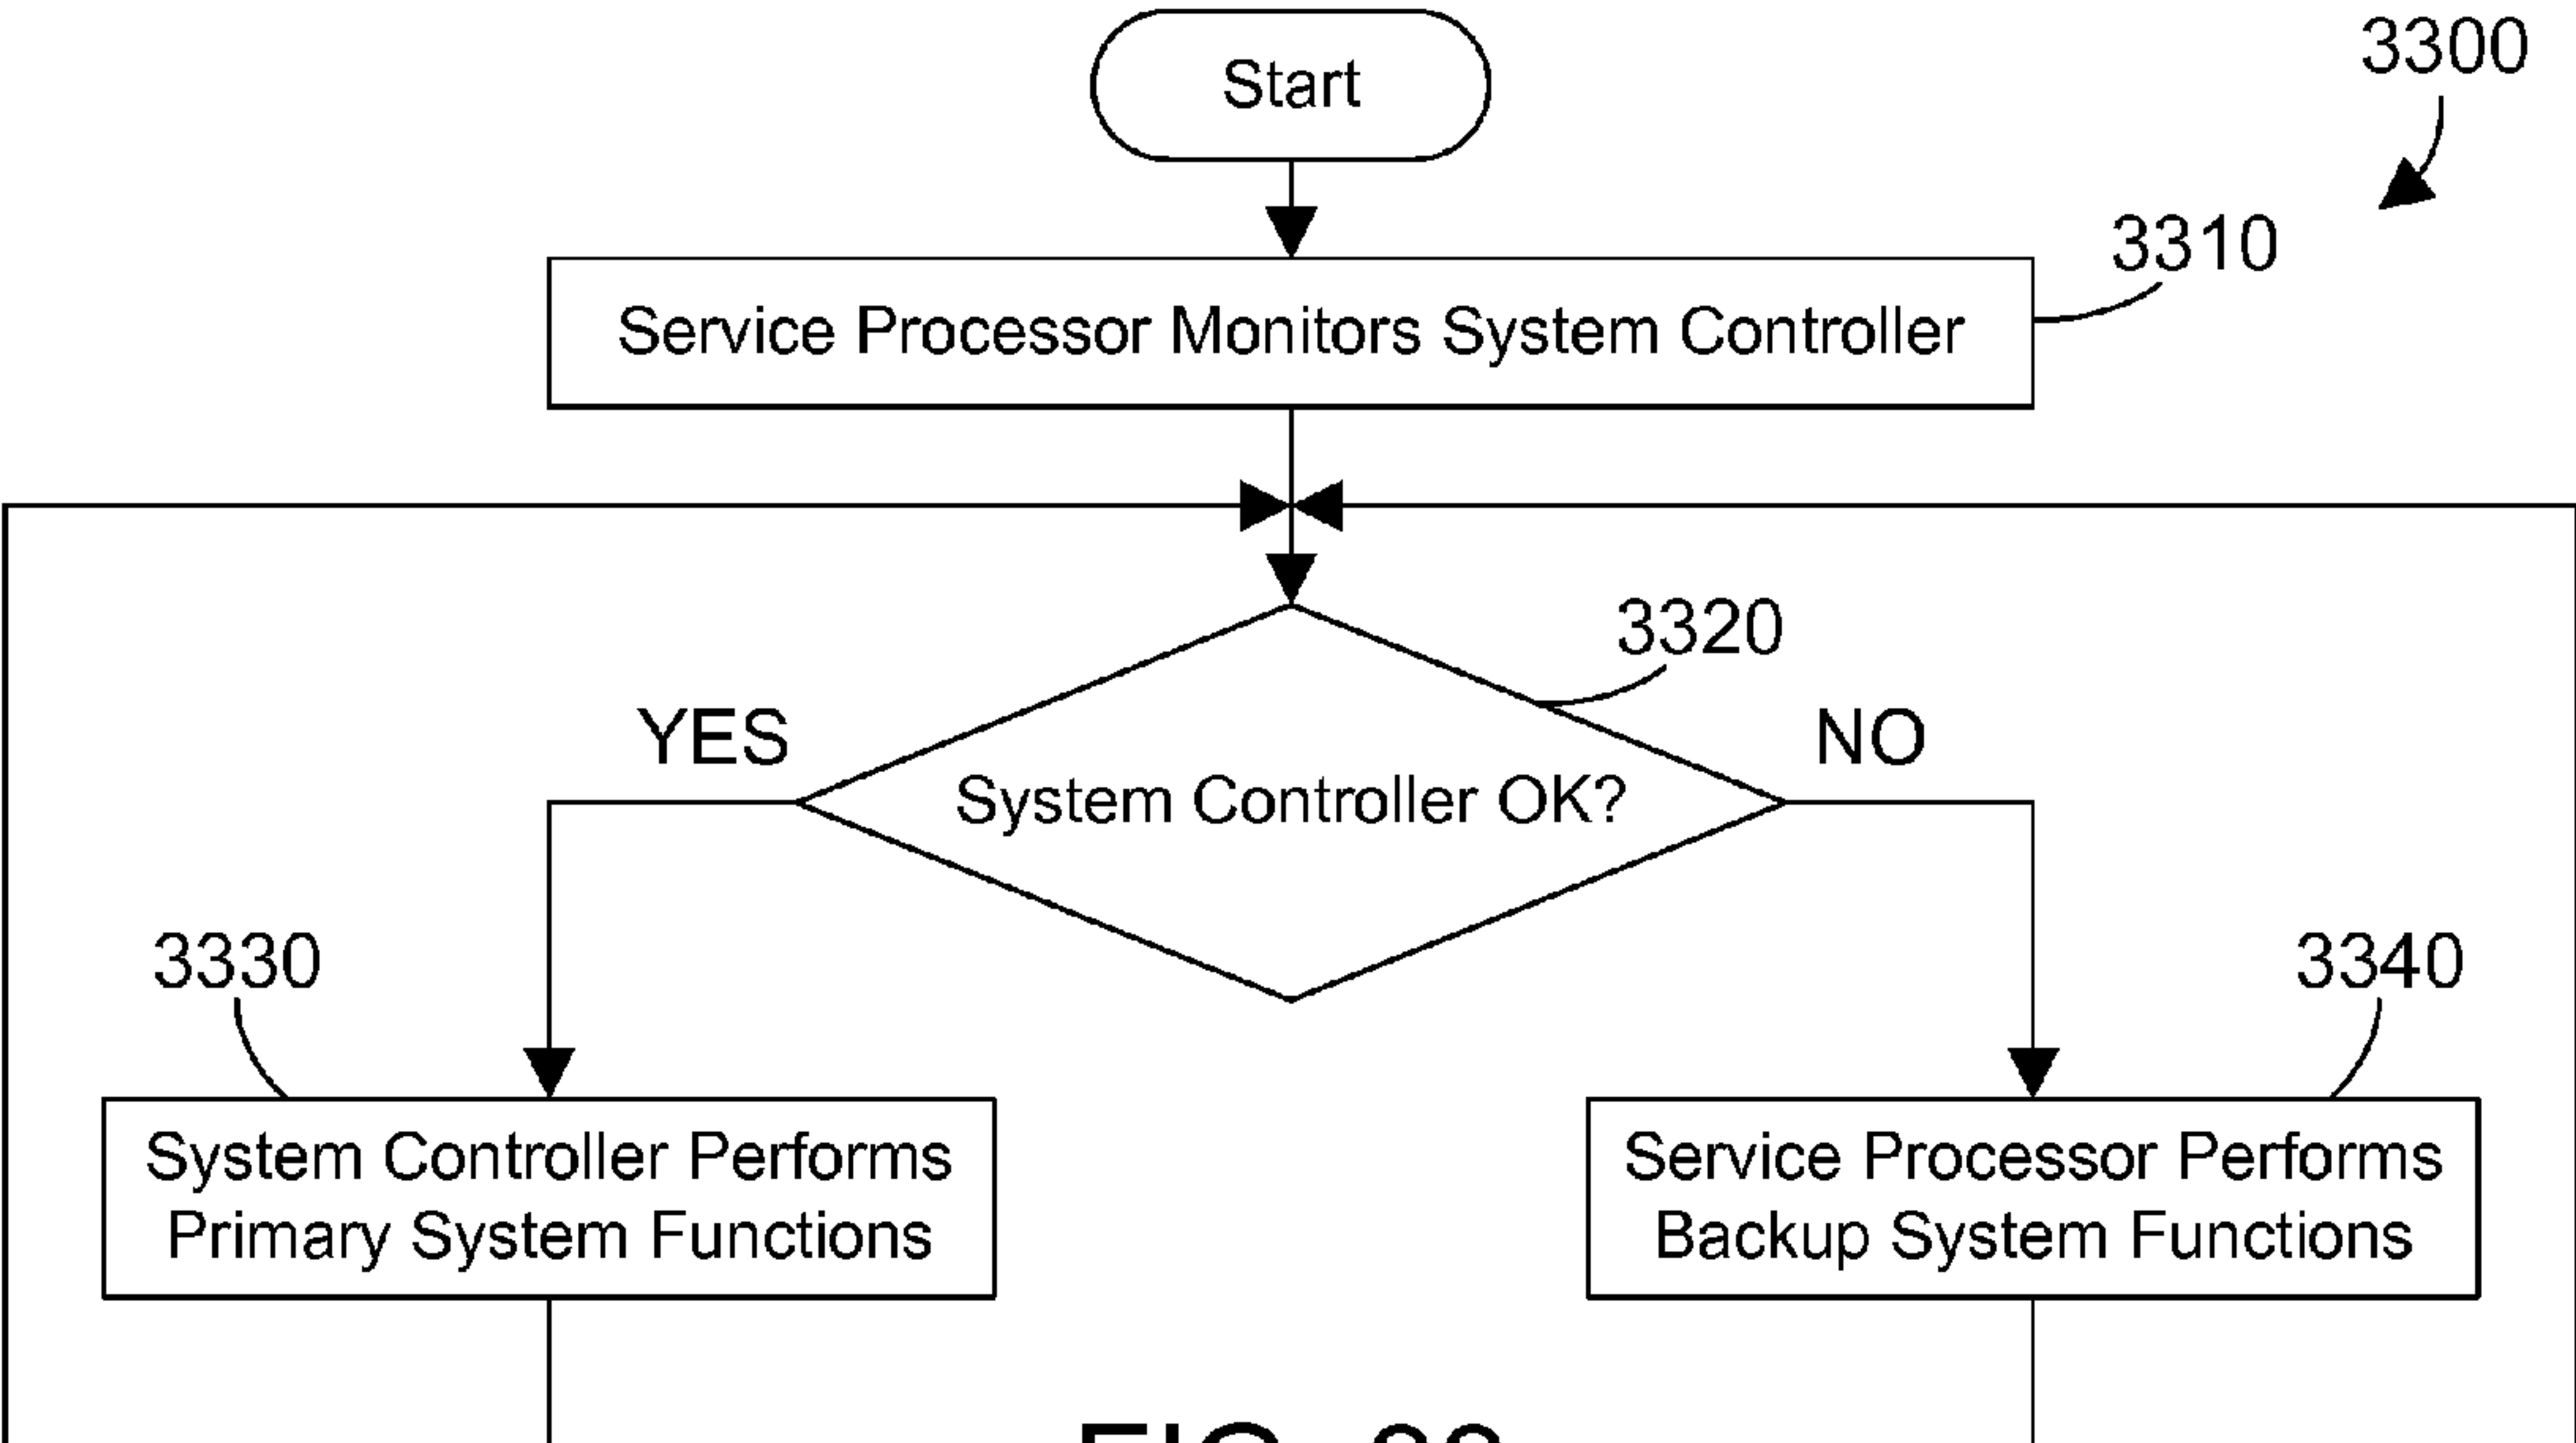 Start
3300
3310
Service Processor Monitors System Controller
3320
YES
NO
System Controller OK?
3330
3340
System Controller Performs
Primary System Functions
Service Processor Performs
Backup System Functions